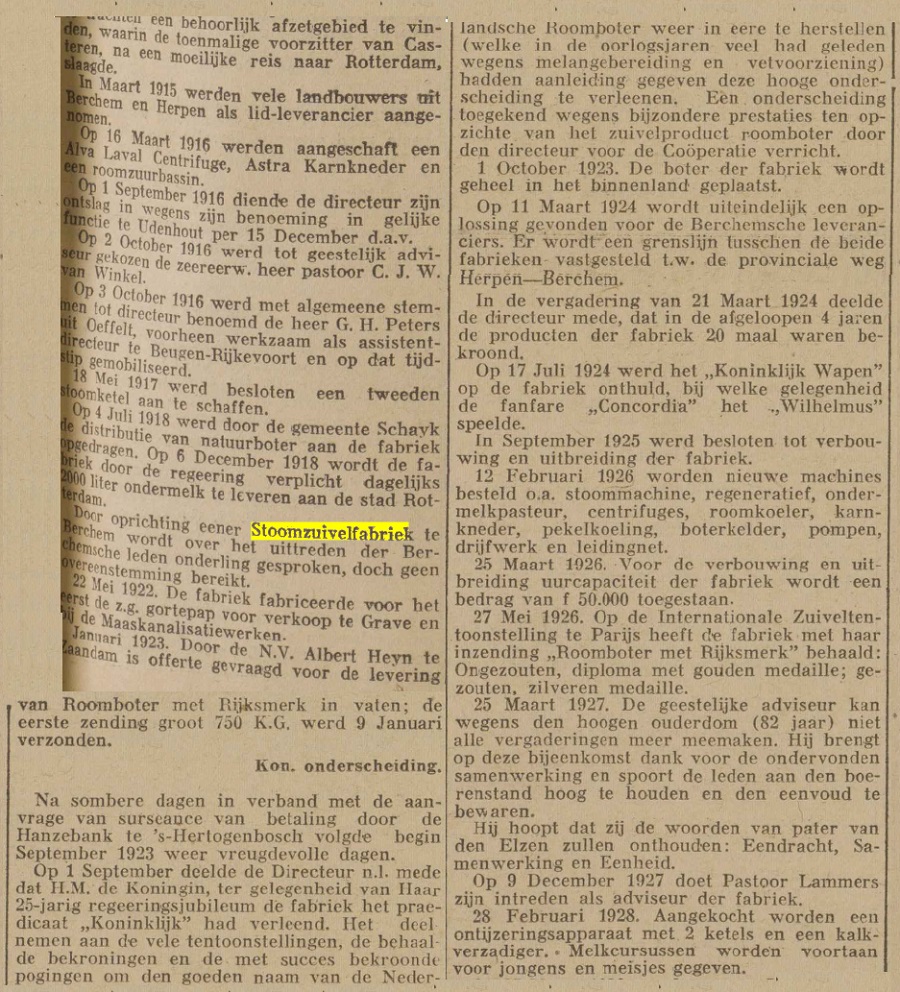 een behoorlijk afzetgebied te vin-
den, waarin de toenmalige voorzitter van Cas-
teren, na een moeilijke reis naar Rotterdam,
slaagde.
In Maart 1915 werden vele landbouwers uit
Berchem en Herpen als lid-leverancier aange-
nomen.
Op 16 Maart 1916 werden aangeschaft een
Alva Laval Centrifuge, Astra Karnkneder en
een roomzuurbassin.
Op 1 September 1916 diende de directeur zijn
ontslag in wegens zijn benoeming in gelijke
functie te Udenhout per 15 December d.a.v.
Op 2 October 1916 werd tot geestelijk advi-
seur gekozen de zeereerw. heer pastoor C. J. W.
van Winkel.
Op 3 October 1916 werd met algemeene stem-
men tot directeur benoemd de heer G. H. Peters
uit Oeffelt, voorheen werkzaam als assistent-
directeur te Beugen-Rijkevoort en op dat tijd-
stip gemobiliseerd.
18 Mei 1917 werd besloten een tweeden
stoomketel aan te schaffen.
Op 4 Juli 1918 werd door de gemeente Schayk
de distributie van natuurboter aan de fabriek
opgedragen. Op 6 December 1918 wordt de fa-
briek door de regeering verplicht dagelijks
2000 liter ondermelk te leveren aan de stad Rot-
terdam.
Door oprichting eener Stoomzuivelfabriek te
Berchem wordt over het uittreden der Ber-
chemsche leden onderling gesproken, doch geen
overeenstemming bereikt.
22 Mei 1922. De fabriek fabriceerde voor het
eerst de z.g. gortepap voor verkoop te Grave en
bij de Maaskanalisatiewerken.
Januari 1923. Door de N.V. Albert Heyn te
Zaandam is offerte gevraagd voor de levering
van Roomboter met Rijksmerk in vaten; de
eerste zending groot 750 K.G. werd 9 Januari
verzonden.
Kon. onderscheiding.
Na sombere dagen in verband met de aan-
vrage van surseance van betaling door de
Hanzebank te 's-Hertogenbosch volgde begin
September 1923 weer vreugdevolle dagen.
Op 1 September deelde de Directeur n.l. mede
dat H.M. de Koningin, ter gelegenheid van Haar
25-jarig regeeringsjubileum de fabriek het prae-
dicaat „Koninklijk" had verleend. Het deel-
nemen aan de vele tentoonstellingen, de behaal-
de bekroningen en de met succes bekroonde
pogingen om den goeden naam van de Neder-
landsche Roomboter weer in eere te herstellen
(welke in de oorlogsjaren veel had geleden
wegens melangebereiding en vetvoorziening)
hadden aanleiding gegeven deze hooge onder-
scheiding te verleenen. Een onderscheiding
toegekend wegens bijzondere prestaties ten op-
zichte van het zuivelproduct roomboter door
den directeur voor de Coöperatie verricht.
1 October 1923. De boter der fabriek wordt
geheel in het binnenland geplaatst.
Op 11 Maart 1924 wordt uiteindelijk een op-
lossing gevonden voor de Berchemsche leveran-
ciers. Er wordt een grenslijn tusschen de beide
fabrieken vastgesteld t.w. de provinciale weg
Herpen—Berchem.
In de vergadering van 21 Maart 1924 deelde
de directeur mede, dat in de afgeloopen 4 jaren
de producten der fabriek 20 maal waren be-
kroond.
Op 17 Juli 1924 werd het „Koninklijk Wapen"
op de fabriek onthuld, bij welke gelegenheid
de fanfare „Concordia" het „Wilhelmus"
speelde.
In September 1925 werd besloten tot verbou-
wing en uitbreiding der fabriek.
12 Februari 1926 worden nieuwe machines
besteld o.a. stoommachine, regeneratief, onder-
melkpasteur, centrifuges, roomkoeler, karn-
kneder, pekelkoeling, boterkelder, pompen,
drijfwerk en leidingnet.
25 Maart 1926. Voor de verbouwing en uit-
breiding uurcapaciteit der fabriek wordt een
bedrag van f 50.000 toegestaan.
27 Mei 1926. Op de Internationale Zuivelten-
toonstelling te Parijs heeft de fabriek met haar
inzending „Roomboter met Rijksmerk" behaald:
Ongezouten, diploma met gouden medaille; ge-
zouten, zilveren medaille.
25 Maart 1927. De geestelijke adviseur kan
wegens den hoogen ouderdom (82 jaar) niet
alle vergaderingen meer meemaken. Hij brengt
op deze bijeenkomst dank voor de ondervonden
samenwerking en spoort de leden aan den boe-
renstand hoog te houden en den eenvoud te
bewaren.
Hij hoopt dat zij de woorden van pater van
den Elzen zullen onthouden: Eendracht, Sa-
menwerking en Eenheid.
Op 9 December 1927 doet Pastoor Lammers
zijn intreden als adviseur der fabriek.
28 Februari 1928. Aangekocht worden een
ontijzeringsapparaat met 2 ketels en een kalk-
verzadiger. Melkcursussen worden voortaan
voor jongens en meisjes gegeven.